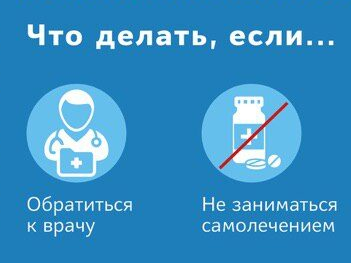 Что делать, если...
Обратиться
к врачу
Не заниматься
самолечением